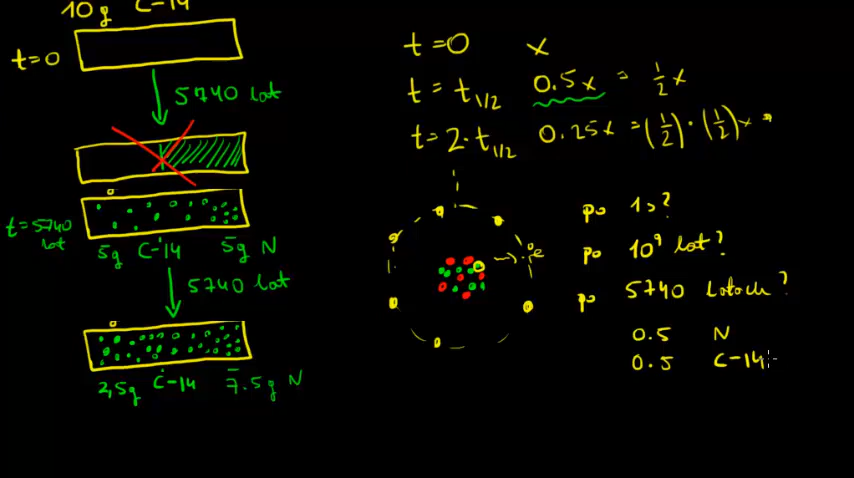 10g C-14
t=0
5740 lat
t=5740 lat
5g C-14 5g N
5740 lat
2,5g C-14 7.5g N
t=0 x
t = t1/2 0.5x = 1/2 x
t=2·t1/2 0.25x =(1/2)·(1/2)x
e
po 1s?
po 10⁹ lat?
po 5740 latach?
0.5 N
0.5 C-14